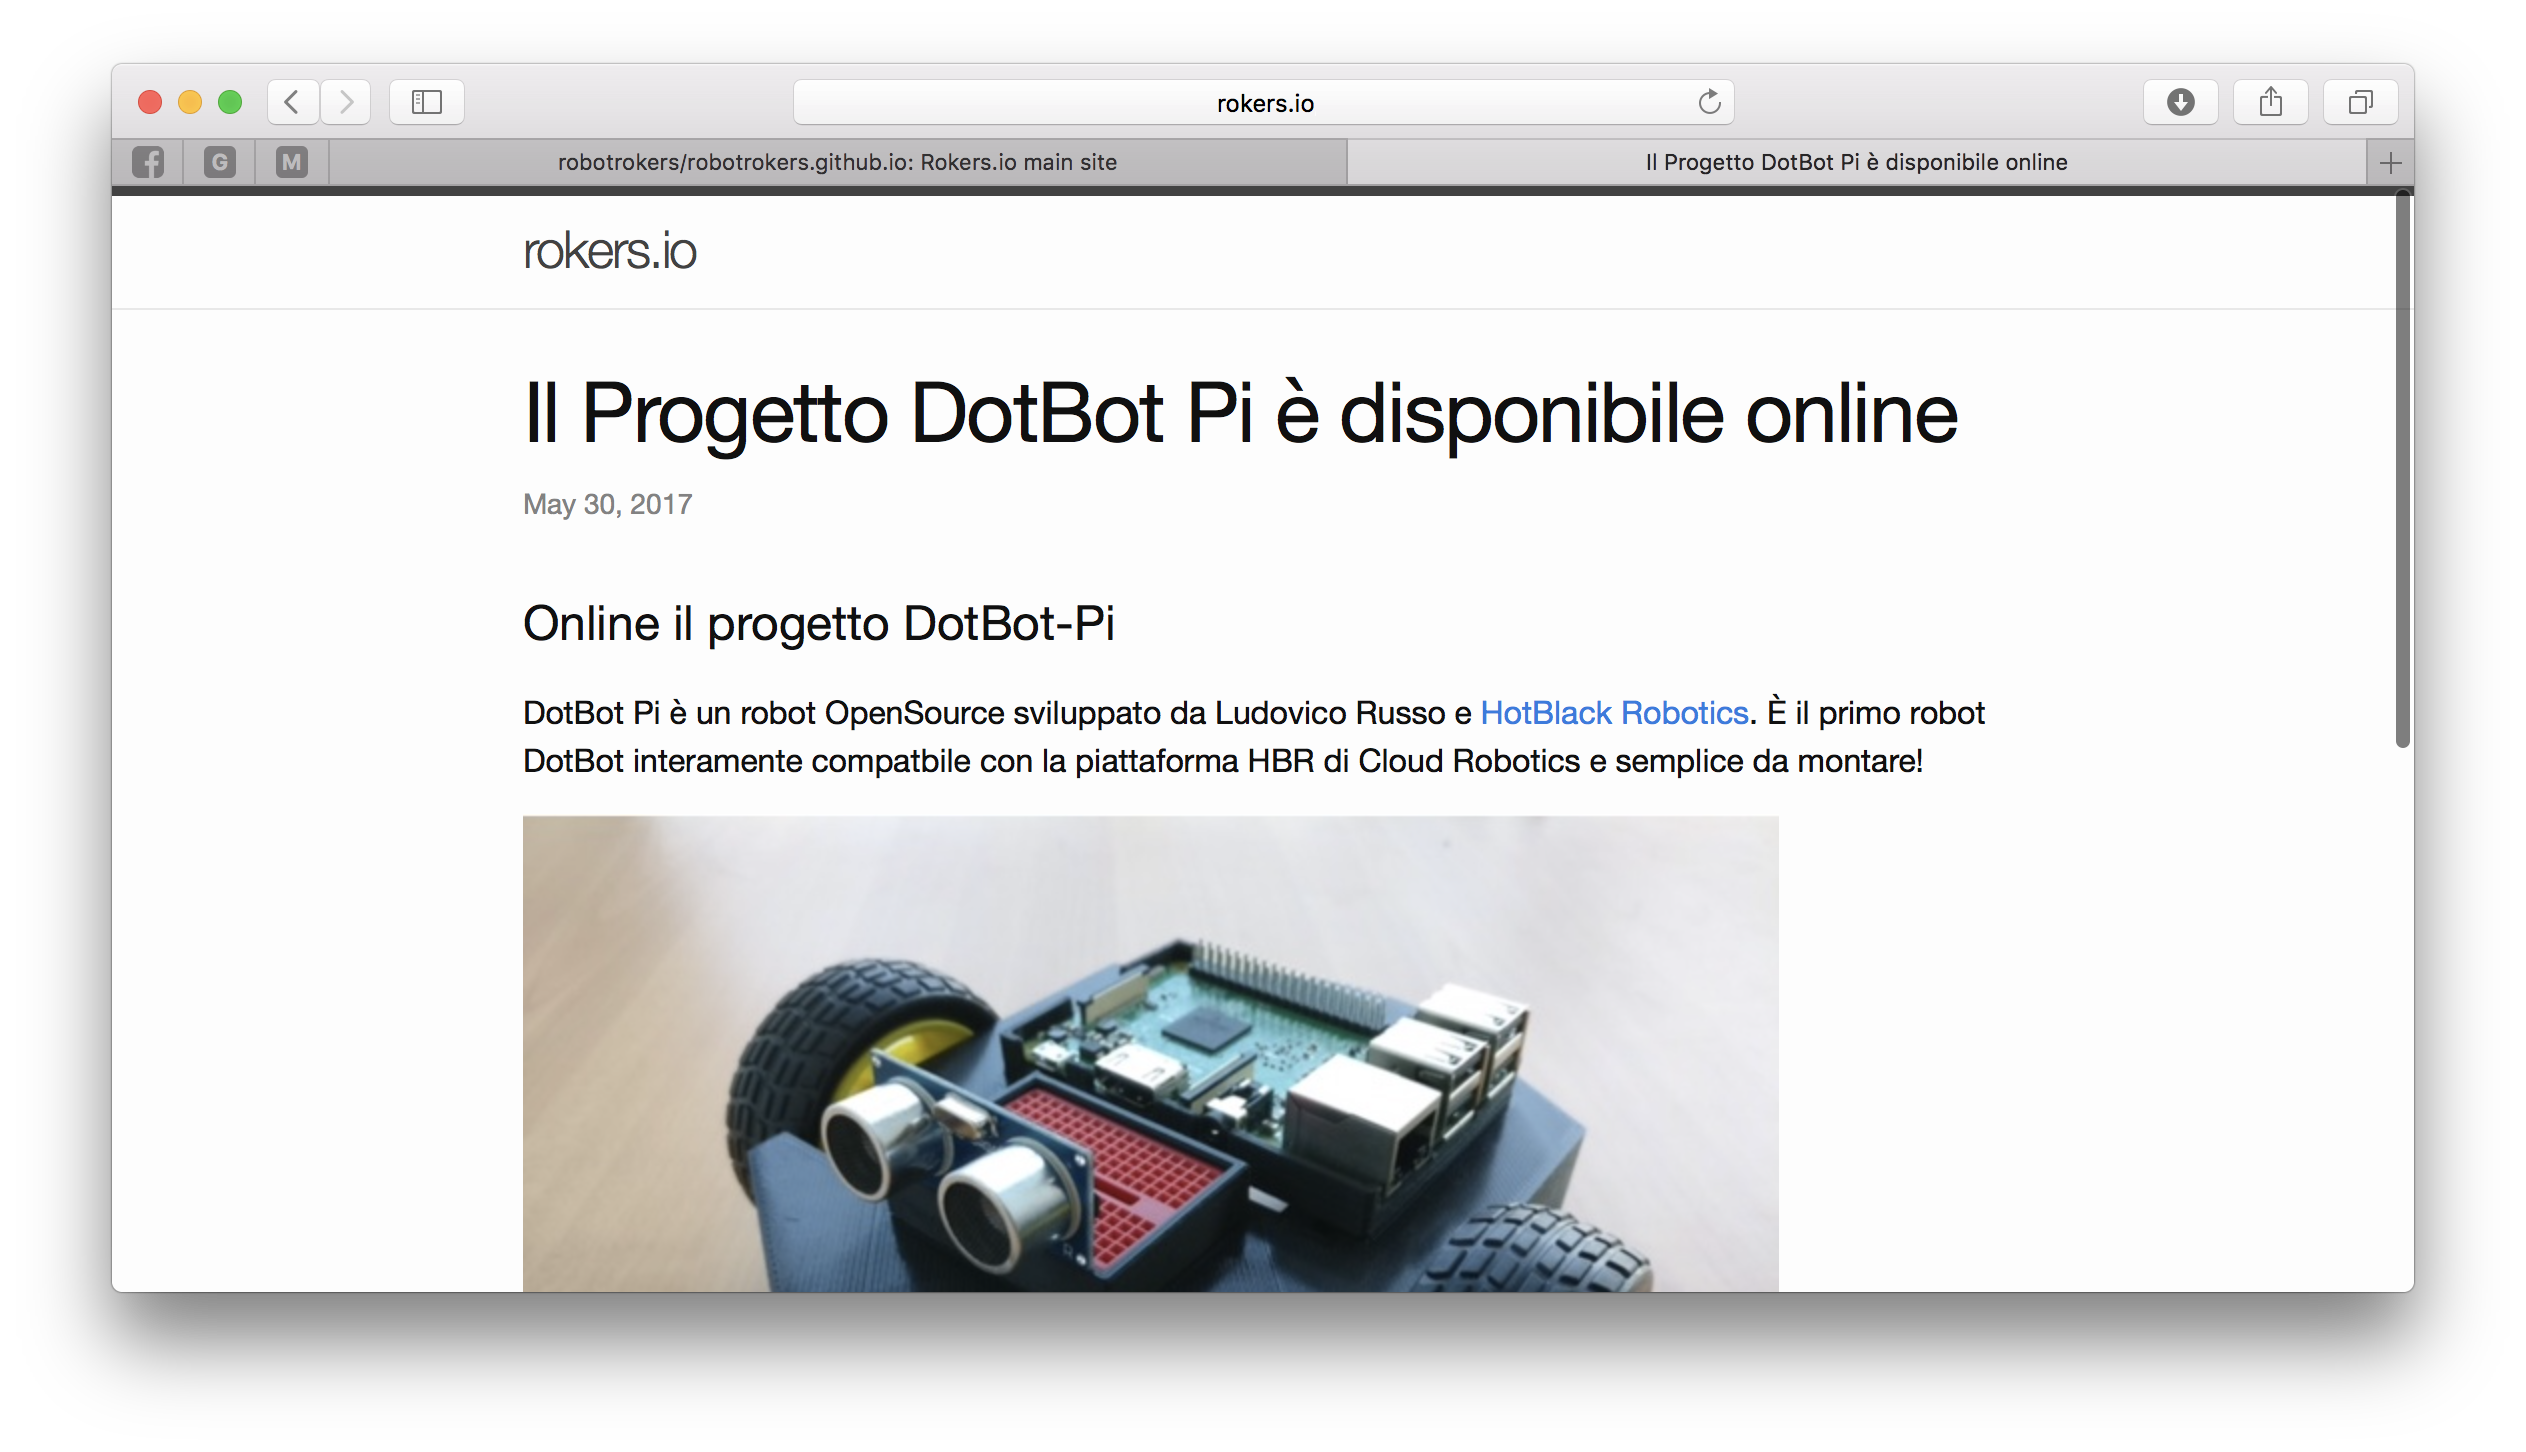 rokers.io
G
M
robotrokers/robotrokers.github.io: Rokers.io main site
Il Progetto DotBot Pi è disponibile online
rokers.io
Il Progetto DotBot Pi è disponibile online
May 30, 2017
Online il progetto DotBot-Pi
DotBot Pi è un robot OpenSource sviluppato da Ludovico Russo e HotBlack Robotics. È il primo robot
DotBot interamente compatbile con la piattaforma HBR di Cloud Robotics e semplice da montare!